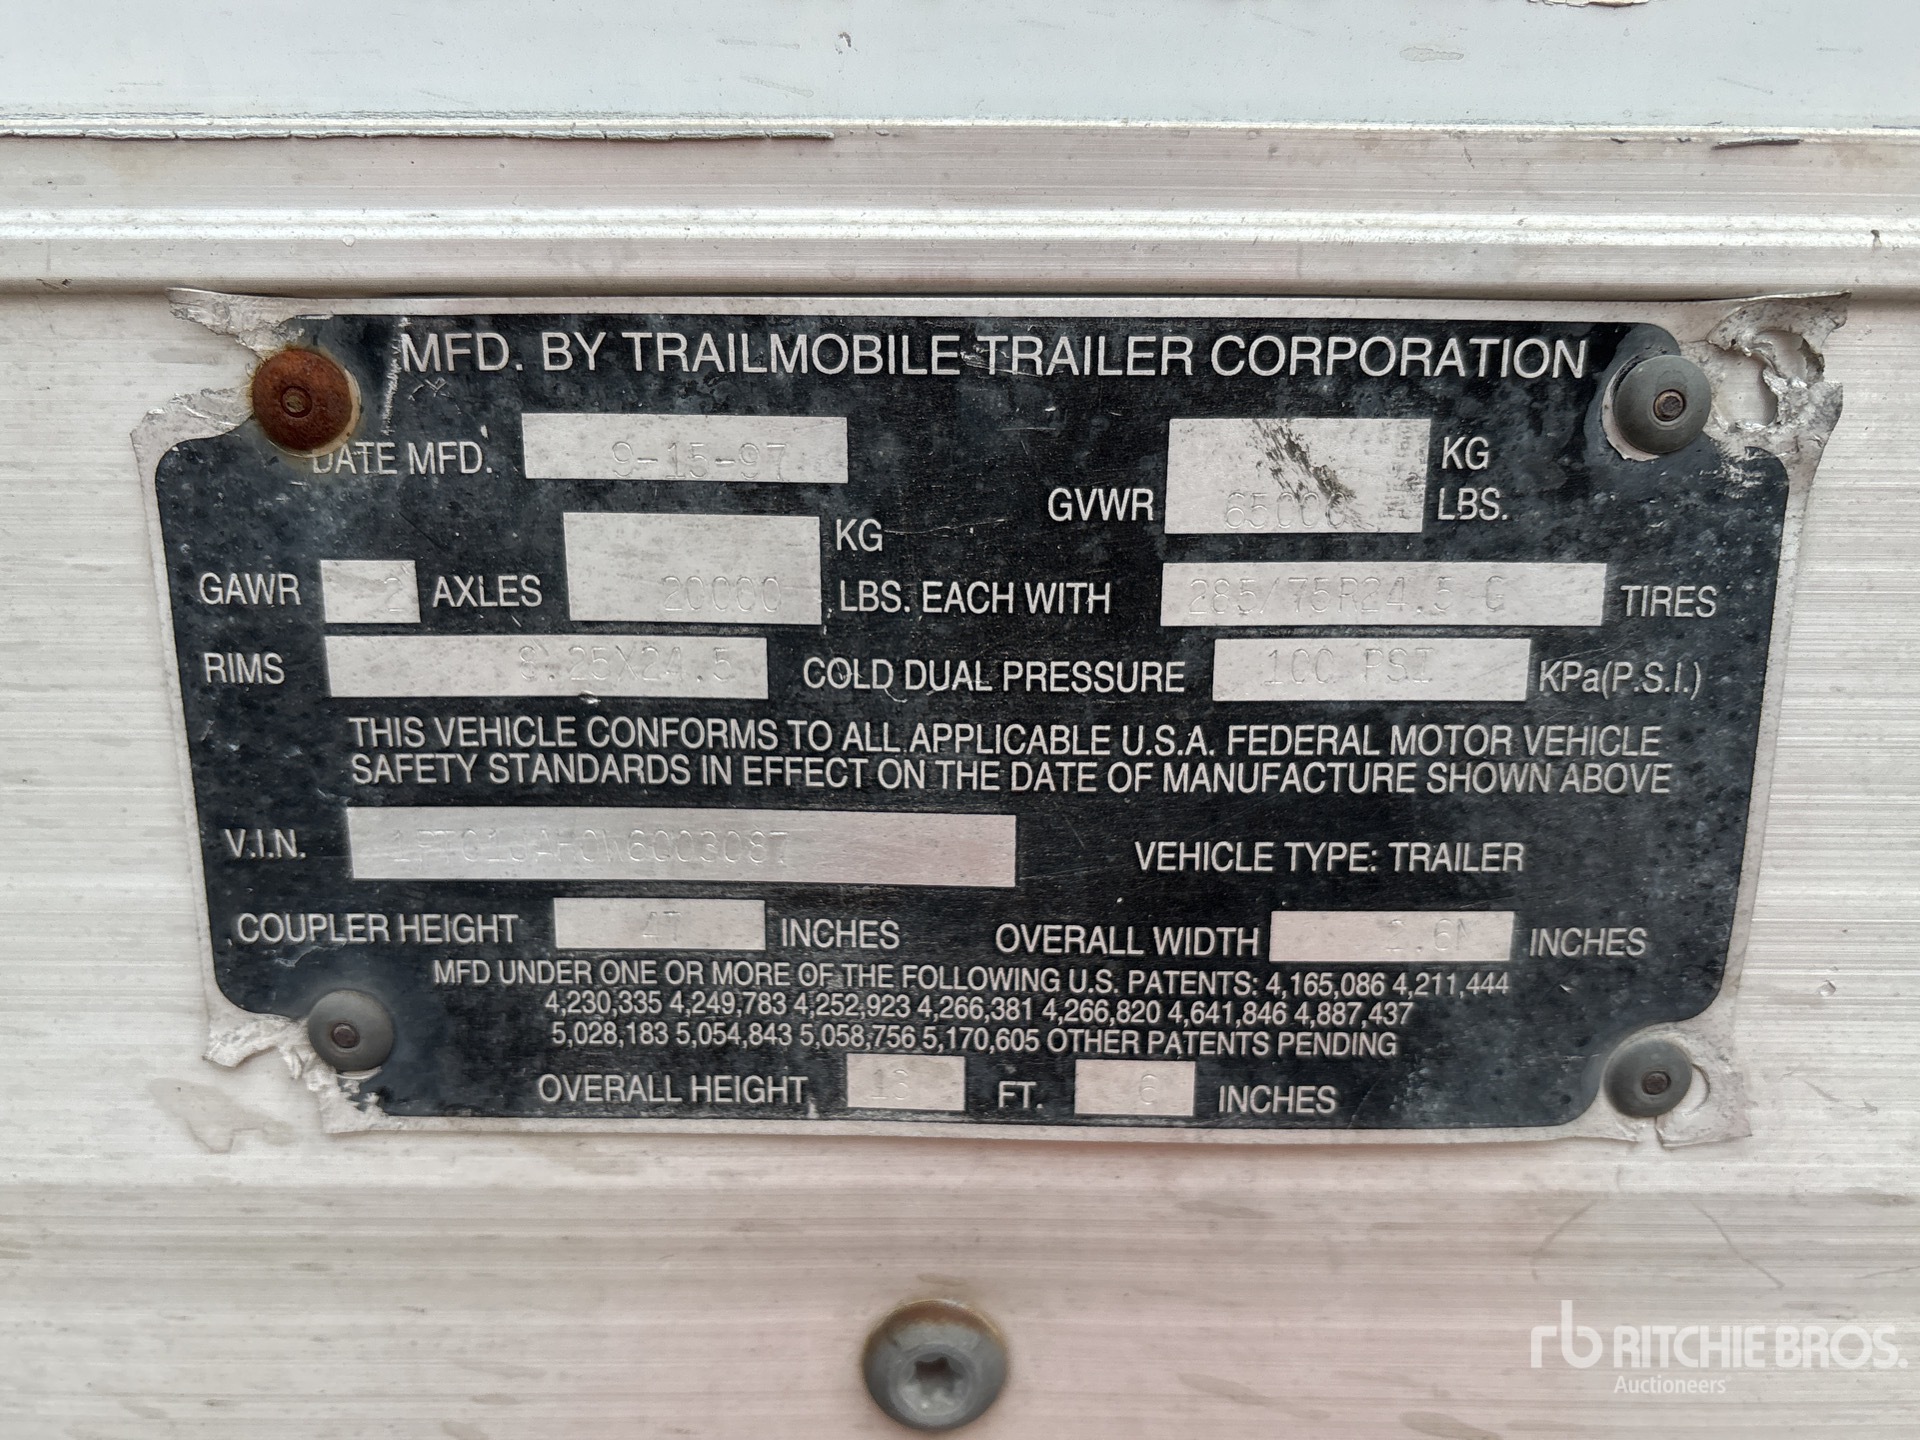 MFD. BY TRAILMOBILE TRAILER CORPORATION
DATE MFD. 9-15-97
GVWR 65000 KG LBS.
GAWR 2 AXLES 20000 KG LBS. EACH WITH 285/75R24.5 G TIRES
RIMS 8.25X24.5 COLD DUAL PRESSURE 100 PSI KPa(P.S.I.)
THIS VEHICLE CONFORMS TO ALL APPLICABLE U.S.A. FEDERAL MOTOR VEHICLE
SAFETY STANDARDS IN EFFECT ON THE DATE OF MANUFACTURE SHOWN ABOVE
V.I.N. VEHICLE TYPE: TRAILER
COUPLER HEIGHT 47 INCHES OVERALL WIDTH 2.6M INCHES
MFD UNDER ONE OR MORE OF THE FOLLOWING U.S. PATENTS: 4,165,086 4,211,444
4,230,335 4,249,783 4,252,923 4,266,381 4,266,820 4,641,846 4,887,437
5,028,183 5,054,843 5,058,756 5,170,605 OTHER PATENTS PENDING
OVERALL HEIGHT 13 FT. 6 INCHES
rb RITCHIE BROS.
Auctioneers